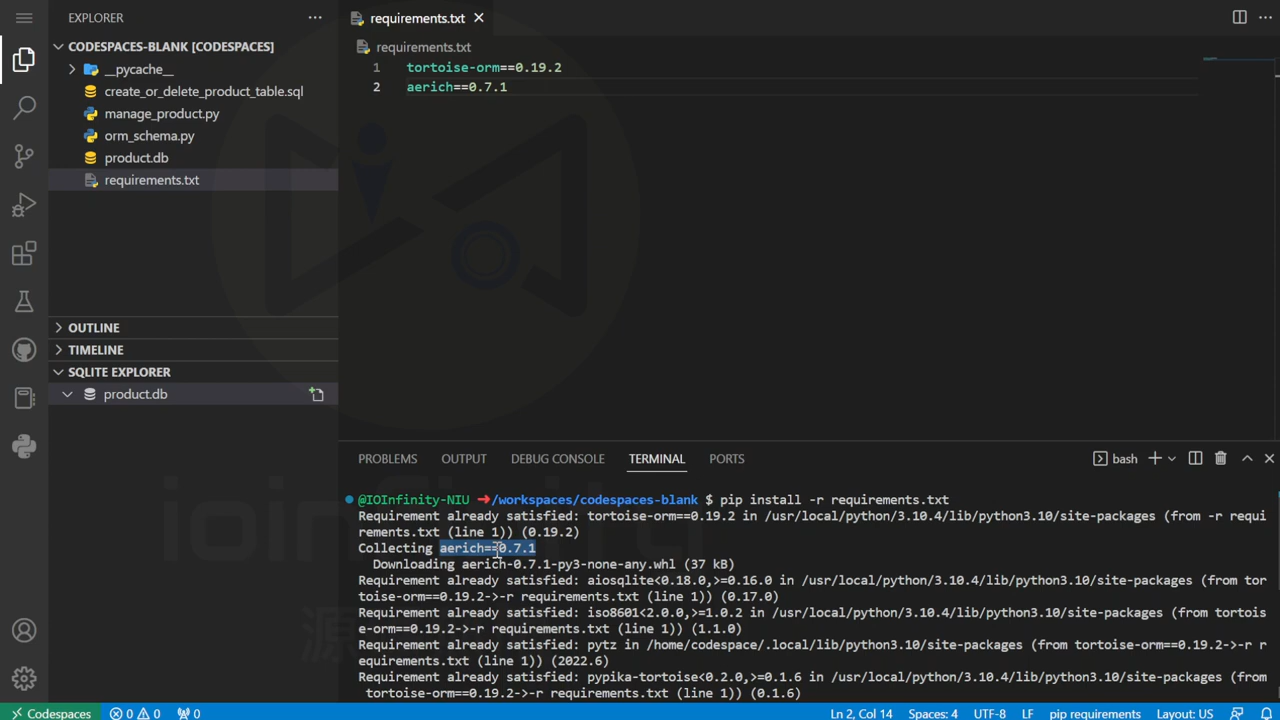 EXPLORER
requirements.txt
CODESPACES-BLANK [CODESPACES]
__pycache__
create_or_delete_product_table.sql
manage_product.py
orm_schema.py
product.db
requirements.txt
OUTLINE
TIMELINE
SQLITE EXPLORER
product.db
requirements.txt
1 tortoise-orm==0.19.2
2 aerich==0.7.1
PROBLEMS OUTPUT DEBUG CONSOLE TERMINAL PORTS bash
@IOInfinity-NIU ➜/workspaces/codespaces-blank $ pip install -r requirements.txt
Requirement already satisfied: tortoise-orm==0.19.2 in /usr/local/python/3.10.4/lib/python3.10/site-packages (from -r requi
rements.txt (line 1)) (0.19.2)
Collecting aerich==0.7.1
Downloading aerich-0.7.1-py3-none-any.whl (37 kB)
Requirement already satisfied: aiosqlite<0.18.0,>=0.16.0 in /usr/local/python/3.10.4/lib/python3.10/site-packages (from tor
toise-orm==0.19.2->-r requirements.txt (line 1)) (0.17.0)
Requirement already satisfied: iso8601<2.0.0,>=1.0.2 in /usr/local/python/3.10.4/lib/python3.10/site-packages (from tortois
e-orm==0.19.2->-r requirements.txt (line 1)) (1.1.0)
Requirement already satisfied: pytz in /home/codespace/.local/lib/python3.10/site-packages (from tortoise-orm==0.19.2->-r r
equirements.txt (line 1)) (2022.6)
Requirement already satisfied: pypika-tortoise<0.2.0,>=0.1.6 in /usr/local/python/3.10.4/lib/python3.10/site-packages (from
tortoise-orm==0.19.2->-r requirements.txt (line 1)) (0.1.6)
Codespaces 0 0 0 Ln 2, Col 14 Spaces: 4 UTF-8 LF pip requirements Layout: US